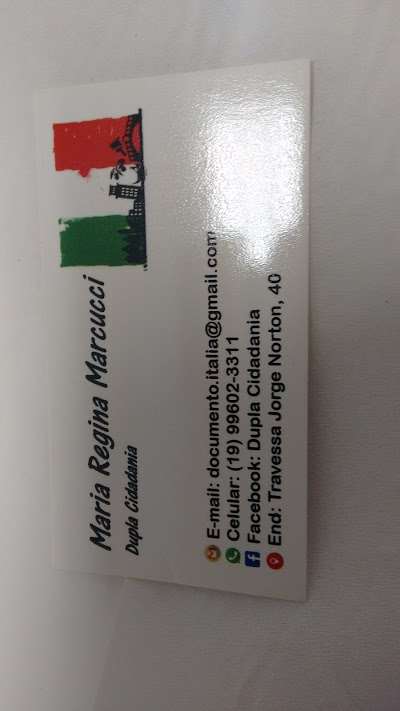 Maria Regina Marcucci
Dupla Cidadania
E-mail: documento.italia@gmail.com
Celular: (19) 99602-3311
Facebook: Dupla Cidadania
End: Travessa Jorge Norton, 40